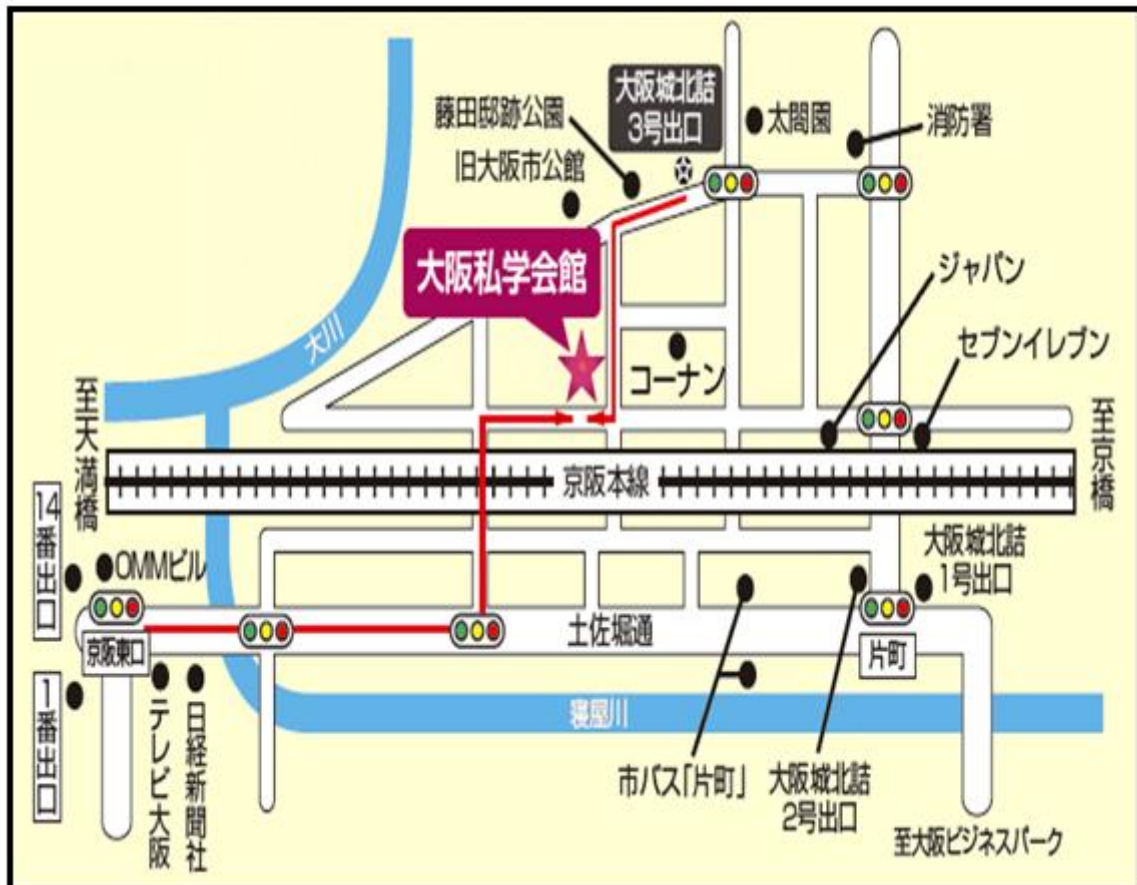 大阪城北詰
3号出口
藤田邸跡公園
太閤園
消防署
旧大阪市公館
大阪私学会館
ジャパン
大川
セブンイレブン
コーナン
至天満橋
至京橋
京阪本線
14番出口
OMMビル
大阪城北詰
1号出口
京阪東口
土佐堀通
片町
1番出口
テレビ大阪
日経新聞社
寝屋川
市バス「片町」
大阪城北詰
2号出口
至大阪ビジネスパーク